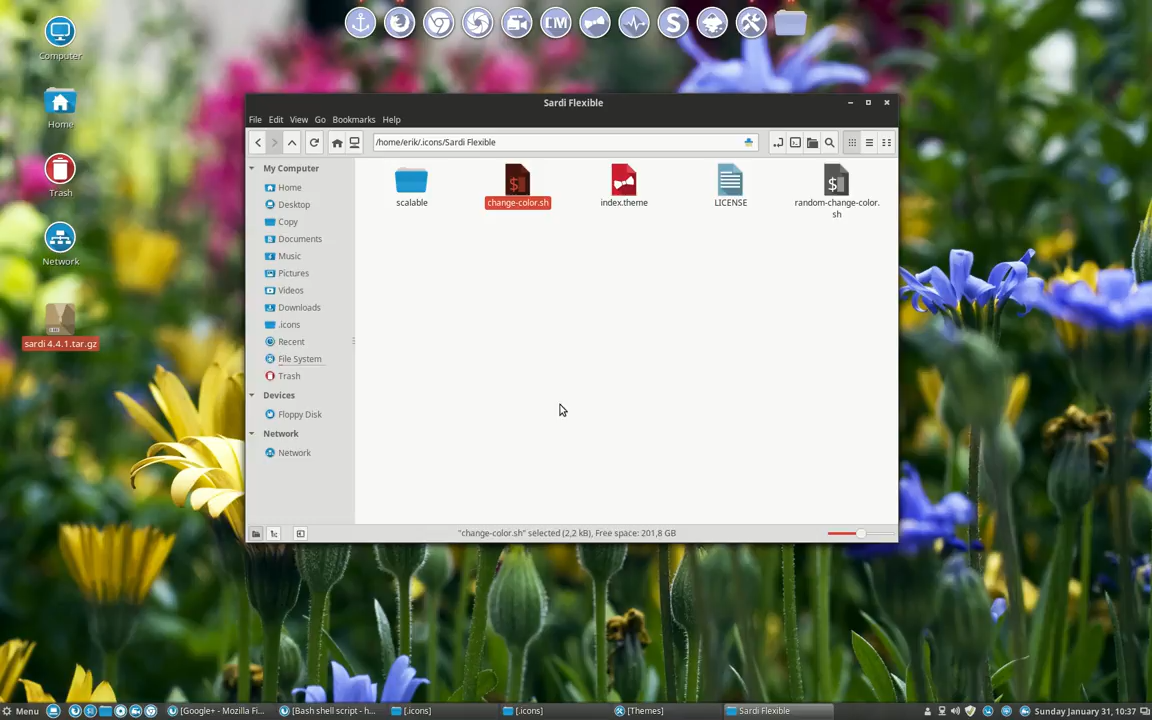 Computer
Home
Trash
Network
sardi 4.4.1.tar.gz
LM
S
Sardi Flexible
File Edit View Go Bookmarks Help
/home/erik/.icons/Sardi Flexible
My Computer
Home
Desktop
Copy
Documents
Music
Pictures
Videos
Downloads
.icons
Recent
File System
Trash
Devices
Floppy Disk
Network
Network
scalable
change-color.sh
index.theme
LICENSE
random-change-color.
sh
"change-color.sh" selected (2,2 kB), Free space: 201,8 GB
Menu
[Google+ - Mozilla Fi...
[Bash shell script - h...
[.icons]
[.icons]
[Themes]
Sardi Flexible
Sunday January 31, 10:37